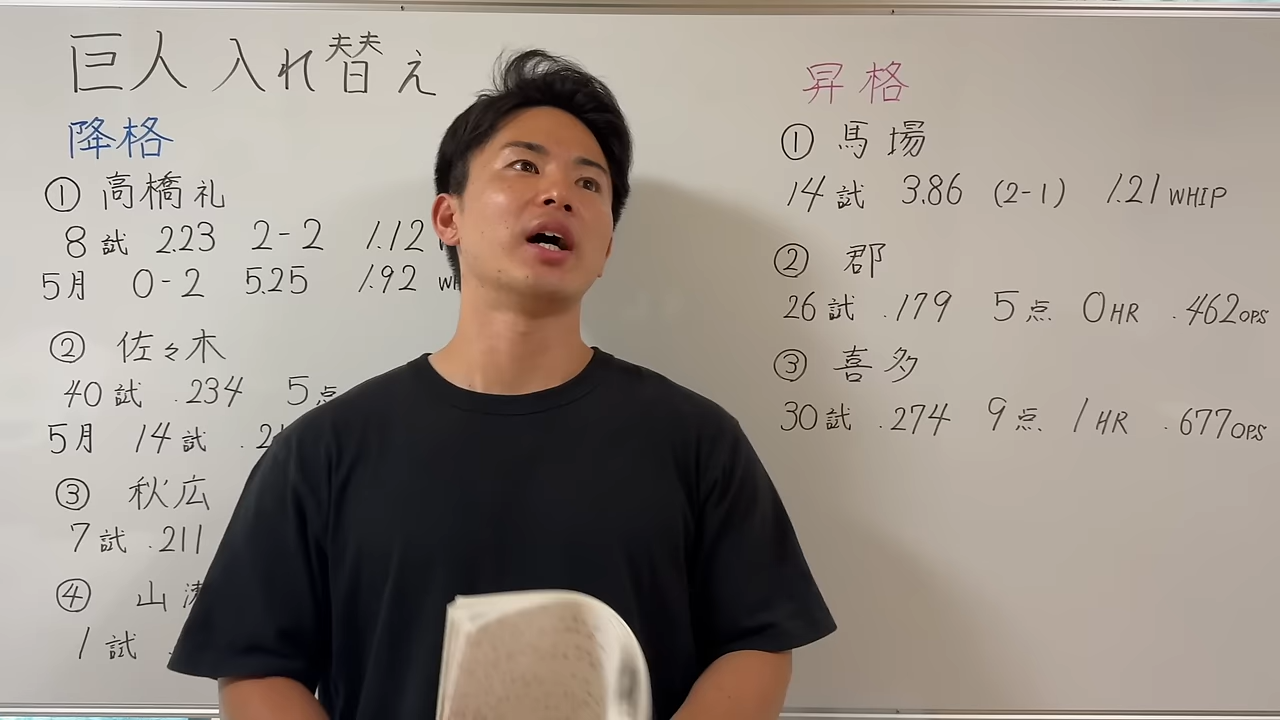 巨人 入れ替え
降格
① 高橋礼
8試 2.23 2-2 1.12
5月 0-2 5.25 1.92 WH
② 佐々木
40試 .234 5点
5月 14試 .2
③ 秋広
7試 .211
④ 山
1試
昇格
① 馬場
14試 3.86 (2-1) 1.21 WHIP
② 郡
26試 .179 5点 0HR .462OPS
③ 喜多
30試 .274 9点 1HR .677OPS